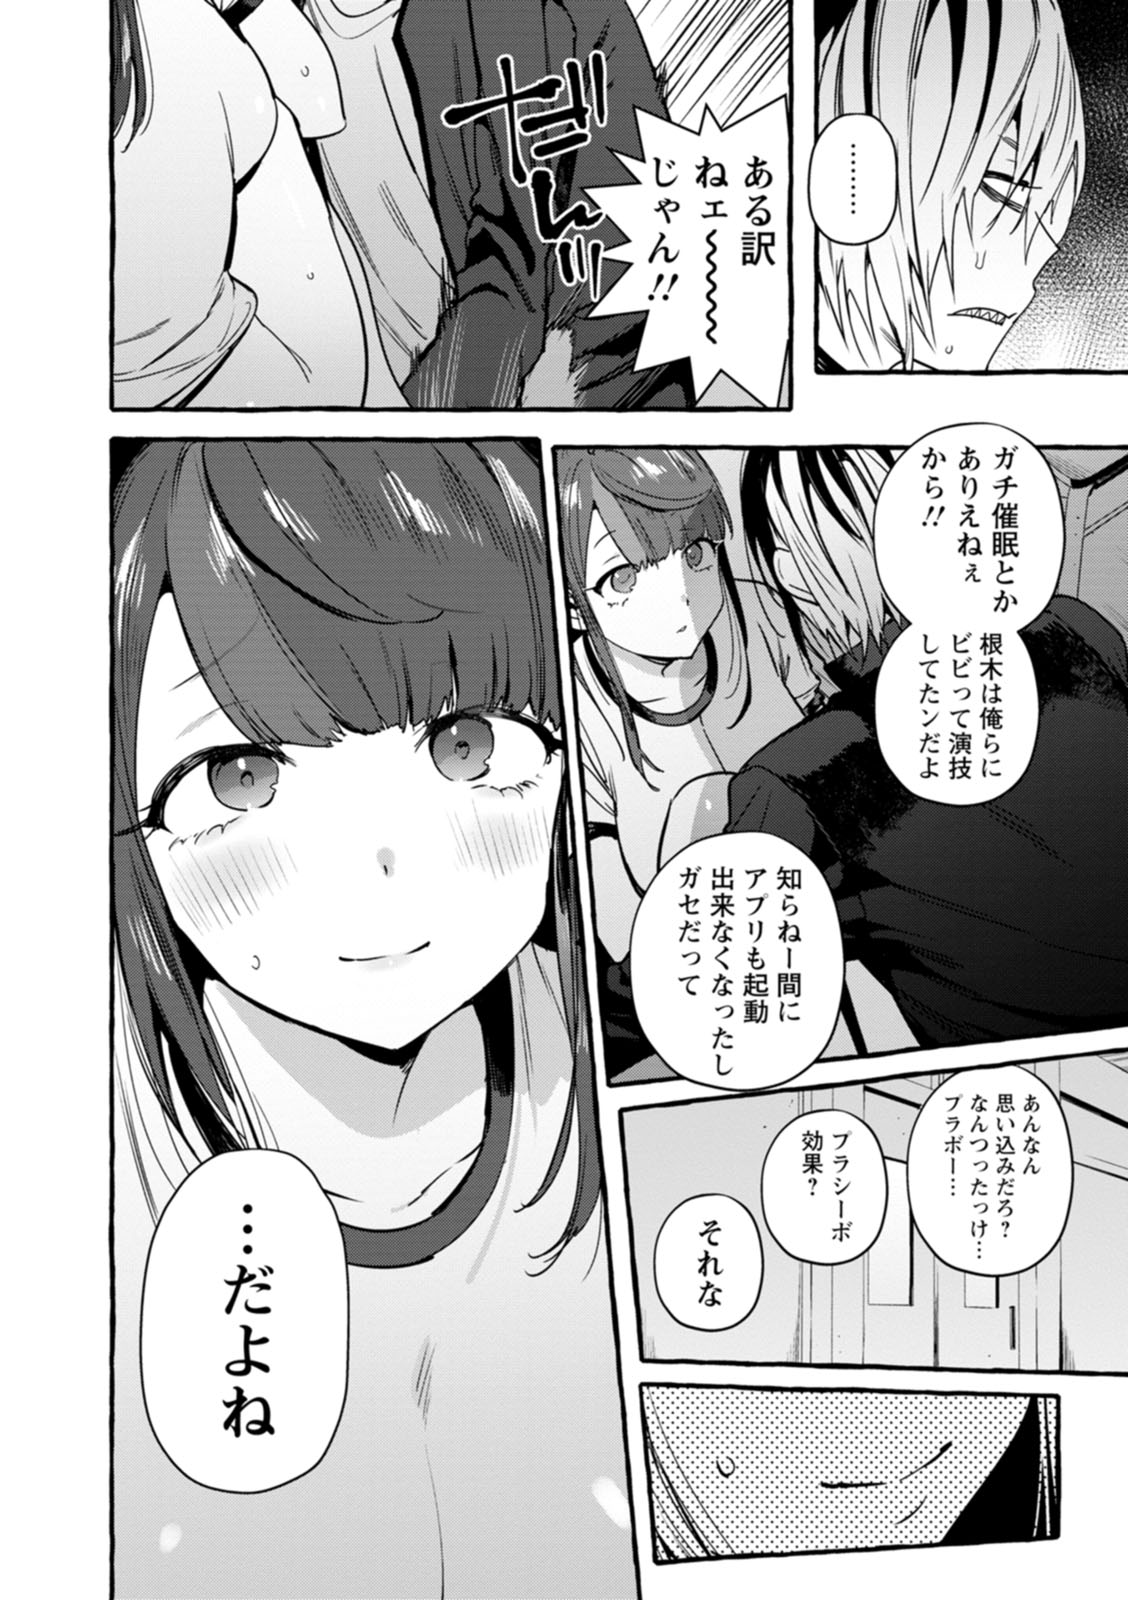 ………
ある訳
ねェ〜〜〜
じゃん!!
ガチ催眠とか
ありえねぇ
から!!
根木は俺らに
ビビって演技
してたンだよ
知らねー間に
アプリも起動
出来なくなったし
ガセだって
あんなん
思い込みだろ?
なんつったっけ…
プラボー…
プラシーボ
効果?
それな
…だよね